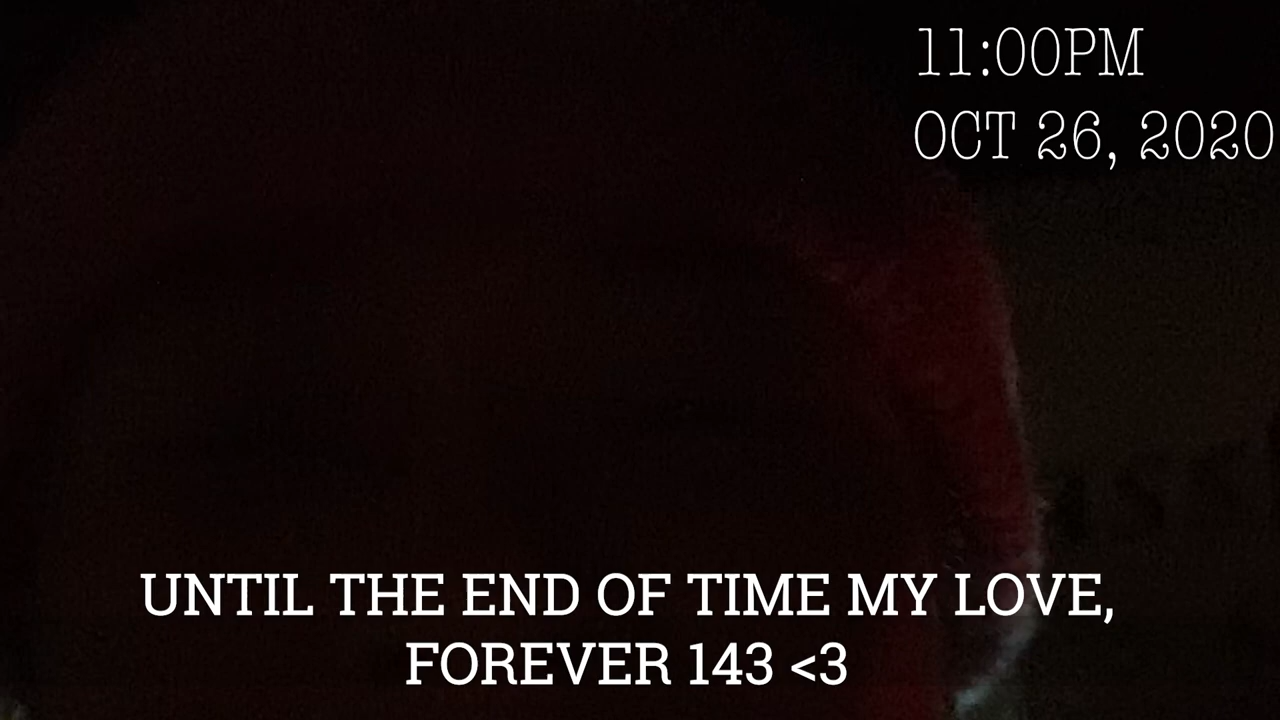 11:00PM
OCT 26, 2020
UNTIL THE END OF TIME MY LOVE,
FOREVER 143 <3